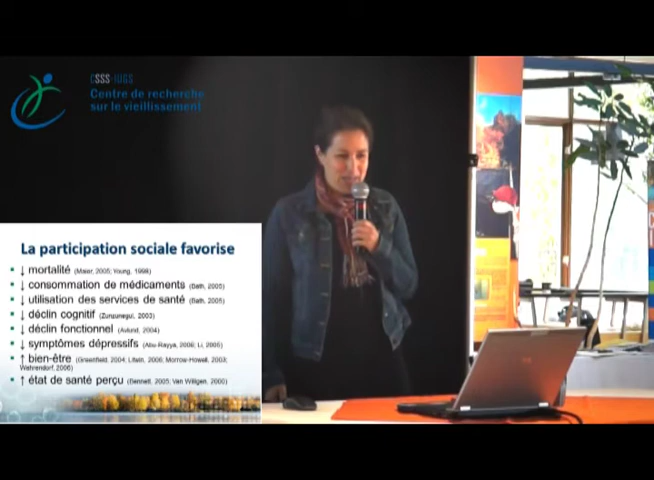 CSSS-IUGS
Centre de recherche
sur le vieillissement
La participation sociale favorise
▪ ↓ mortalité (Maier, 2005; Young, 1998)
▪ ↓ consommation de médicaments (Bath, 2005)
▪ ↓ utilisation des services de santé (Bath, 2005)
▪ ↓ déclin cognitif (Zunzunegui, 2003)
▪ ↓ déclin fonctionnel (Avlund, 2004)
▪ ↓ symptômes dépressifs (Abu-Rayya, 2006; Li, 2005)
▪ ↑ bien-être (Greenfield, 2004; Litwin, 2006; Morrow-Howell, 2003;
Wahrendorf, 2006)
▪ ↑ état de santé perçu (Bennett, 2005; Van Willigen, 2000)